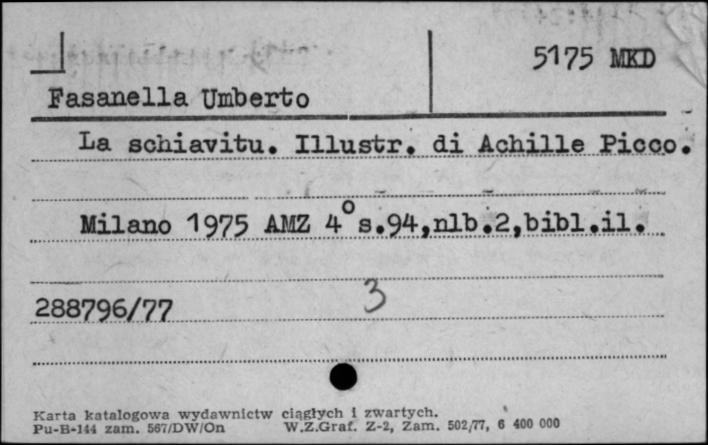 5175 MKD
Fasanella Umberto
La schiavitu. Illustr. di Achille Picco.
Milano 1975 AMZ 4° s.94,nlb.2,bibl.il.
288796/77 3
Karta katalogowa wydawnictw ciągłych i zwartych.
Pu-B-144 zam. 567/DW/On W.Z.Graf. Z-2, Zam. 502/77, 6 400 000